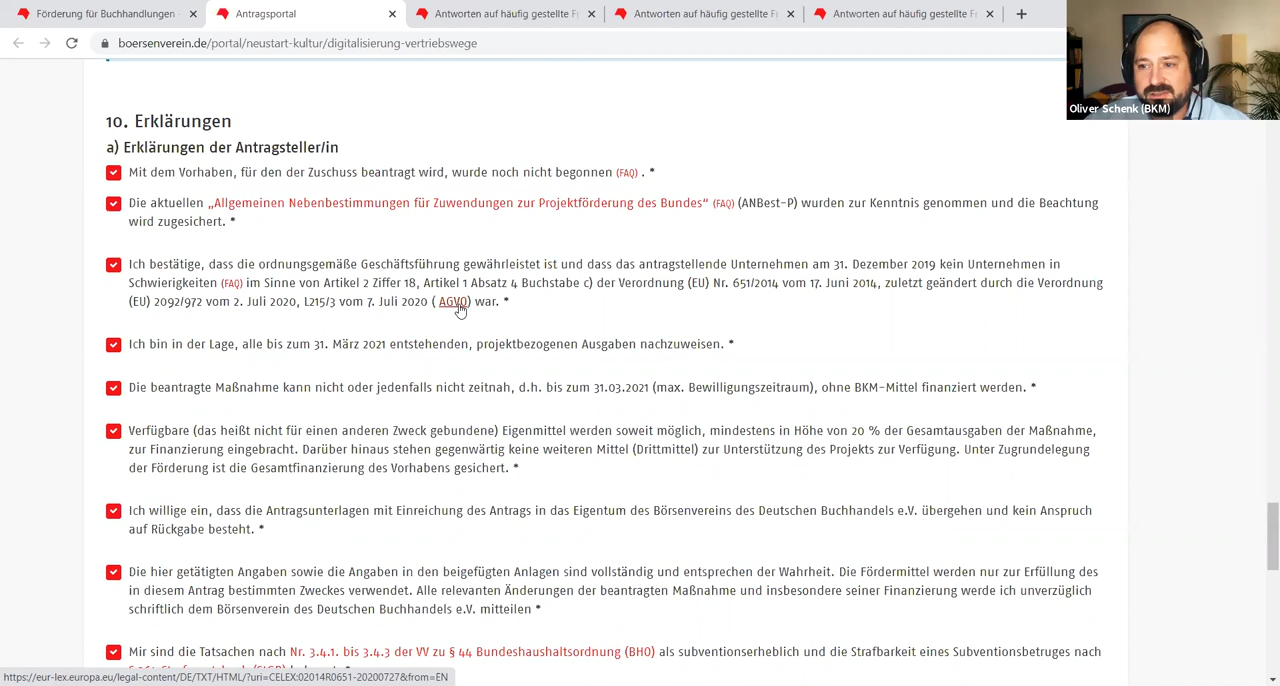 Förderung für Buchhandlungen
Antragsportal
Antworten auf häufig gestellte F
Antworten auf häufig gestellte F
Antworten auf häufig gestellte F
boersenverein.de/portal/neustart-kultur/digitalisierung-vertriebswege
Oliver Schenk (BKM)
10. Erklärungen
a) Erklärungen der Antragsteller/in
Mit dem Vorhaben, für den der Zuschuss beantragt wird, wurde noch nicht begonnen (FAQ) . *
Die aktuellen „Allgemeinen Nebenbestimmungen für Zuwendungen zur Projektförderung des Bundes“ (FAQ) (ANBest-P) wurden zur Kenntnis genommen und die Beachtung
wird zugesichert. *
Ich bestätige, dass die ordnungsgemäße Geschäftsführung gewährleistet ist und dass das antragstellende Unternehmen am 31. Dezember 2019 kein Unternehmen in
Schwierigkeiten (FAQ) im Sinne von Artikel 2 Ziffer 18, Artikel 1 Absatz 4 Buchstabe c) der Verordnung (EU) Nr. 651/2014 vom 17. Juni 2014, zuletzt geändert durch die Verordnung
(EU) 2092/972 vom 2. Juli 2020, L215/3 vom 7. Juli 2020 ( AGVO) war. *
Ich bin in der Lage, alle bis zum 31. März 2021 entstehenden, projektbezogenen Ausgaben nachzuweisen. *
Die beantragte Maßnahme kann nicht oder jedenfalls nicht zeitnah, d.h. bis zum 31.03.2021 (max. Bewilligungszeitraum), ohne BKM-Mittel finanziert werden. *
Verfügbare (das heißt nicht für einen anderen Zweck gebundene) Eigenmittel werden soweit möglich, mindestens in Höhe von 20 % der Gesamtausgaben der Maßnahme,
zur Finanzierung eingebracht. Darüber hinaus stehen gegenwärtig keine weiteren Mittel (Drittmittel) zur Unterstützung des Projekts zur Verfügung. Unter Zugrundelegung
der Förderung ist die Gesamtfinanzierung des Vorhabens gesichert. *
Ich willige ein, dass die Antragsunterlagen mit Einreichung des Antrags in das Eigentum des Börsenvereins des Deutschen Buchhandels e.V. übergehen und kein Anspruch
auf Rückgabe besteht. *
Die hier getätigten Angaben sowie die Angaben in den beigefügten Anlagen sind vollständig und entsprechen der Wahrheit. Die Fördermittel werden nur zur Erfüllung des
in diesem Antrag bestimmten Zweckes verwendet. Alle relevanten Änderungen der beantragten Maßnahme und insbesondere seiner Finanzierung werde ich unverzüglich
schriftlich dem Börsenverein des Deutschen Buchhandels e.V. mitteilen *
Mir sind die Tatsachen nach Nr. 3.4.1. bis 3.4.3 der VV zu § 44 Bundeshaushaltsordnung (BHO) als subventionserheblich und die Strafbarkeit eines Subventionsbetruges nach
https://eur-lex.europa.eu/legal-content/DE/TXT/HTML/?uri=CELEX:02014R0651-20200727&from=EN